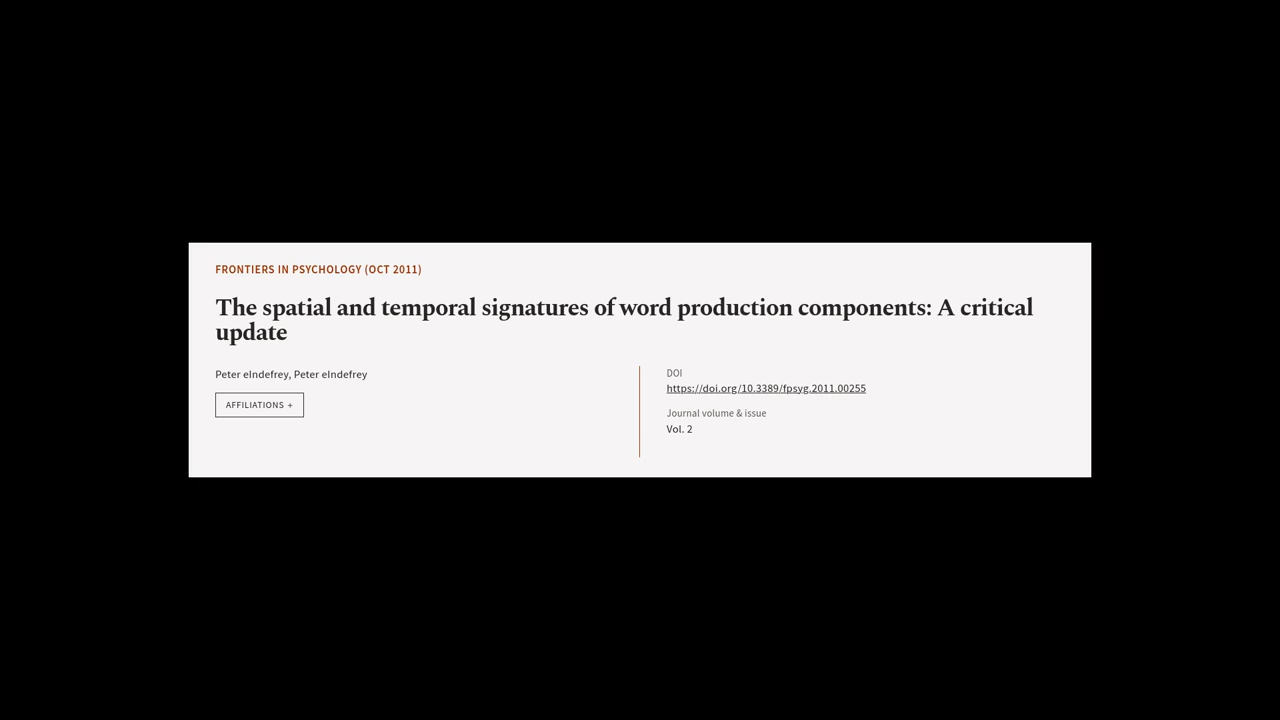 FRONTIERS IN PSYCHOLOGY (OCT 2011)
The spatial and temporal signatures of word production components: A critical
update
Peter eIndefrey, Peter eIndefrey
AFFILIATIONS +
DOI
https://doi.org/10.3389/fpsyg.2011.00255
Journal volume & issue
Vol. 2